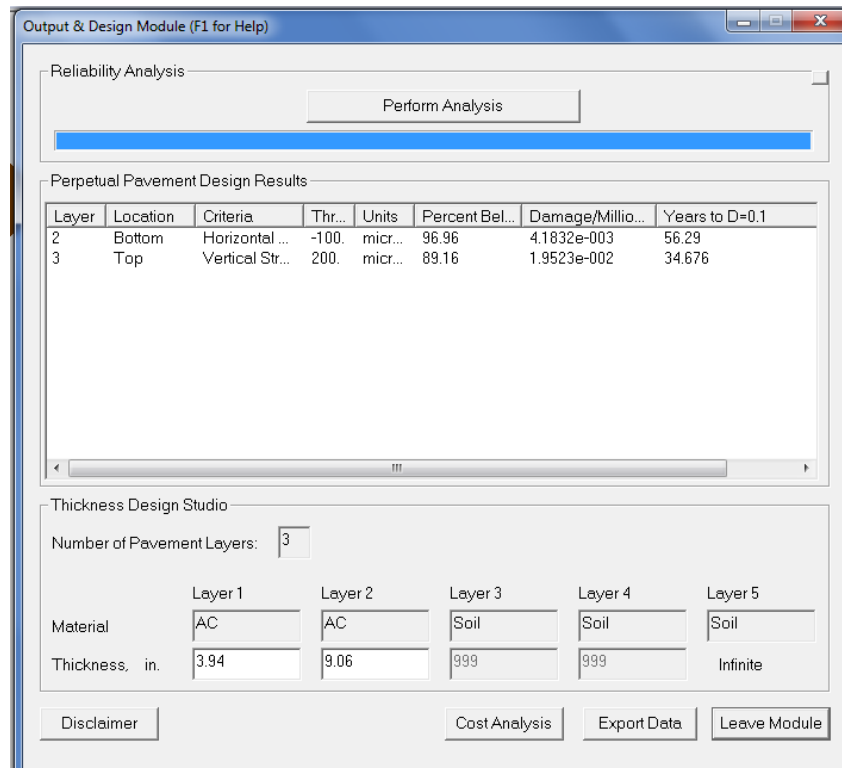 Output & Design Module (F1 for Help)
Reliability Analysis
Perform Analysis
Perpetual Pavement Design Results
Layer Location Criteria Thr... Units Percent Bel... Damage/Millio... Years to D=0.1
2 Bottom Horizontal ... -100. micr... 96.96 4.1832e-003 56.29
3 Top Vertical Str... 200. micr... 89.16 1.9523e-002 34.676
Thickness Design Studio
Number of Pavement Layers: 3
Layer 1 Layer 2 Layer 3 Layer 4 Layer 5
Material AC AC Soil Soil Soil
Thickness, in. 3.94 9.06 999 999 Infinite
Disclaimer Cost Analysis Export Data Leave Module